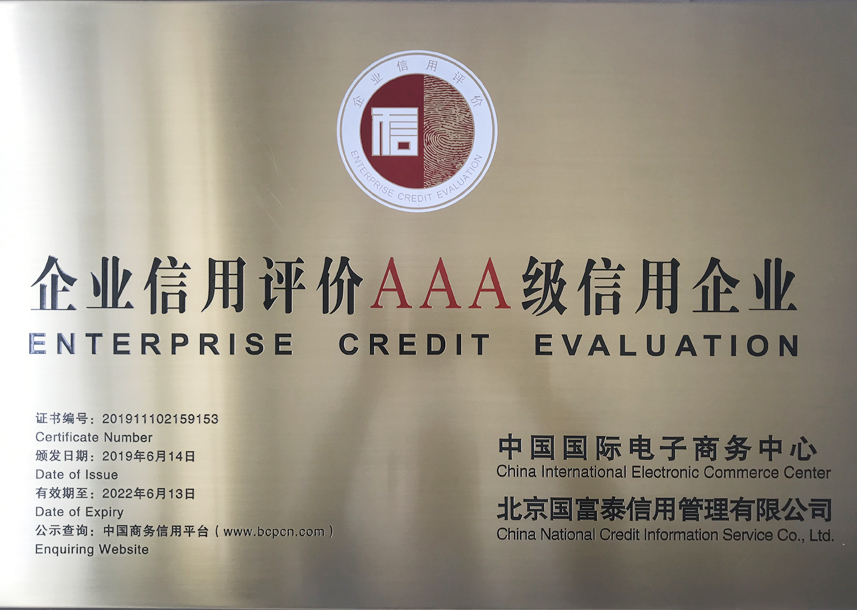 企业信用评价
信
ENTERPRISE CREDIT EVALUATION
企业信用评价AAA级信用企业
ENTERPRISE CREDIT EVALUATION
证书编号：201911102159153
Certificate Number
颁发日期：2019年6月14日
Date of Issue
有效期至：2022年6月13日
Date of Expiry
公示查询：中国商务信用平台（www.bcpcn.com）
Enquiring Website
中国国际电子商务中心
China International Electronic Commerce Center
北京国富泰信用管理有限公司
China National Credit Information Service Co., Ltd.